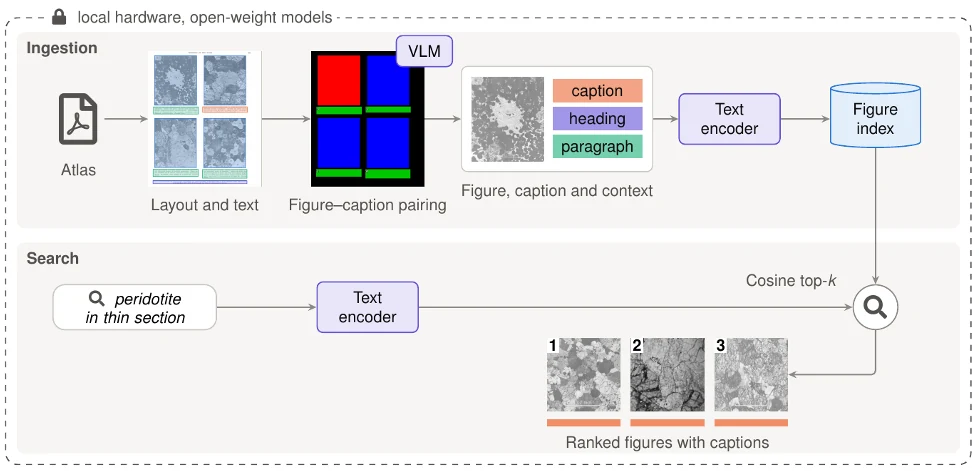 local hardware, open-weight models
Ingestion
VLM
caption
heading
paragraph
Text
encoder
Figure
index
Atlas
Layout and text
Figure–caption pairing
Figure, caption and context
Search
peridotite
in thin section
Text
encoder
Cosine top-k
1
2
3
Ranked figures with captions